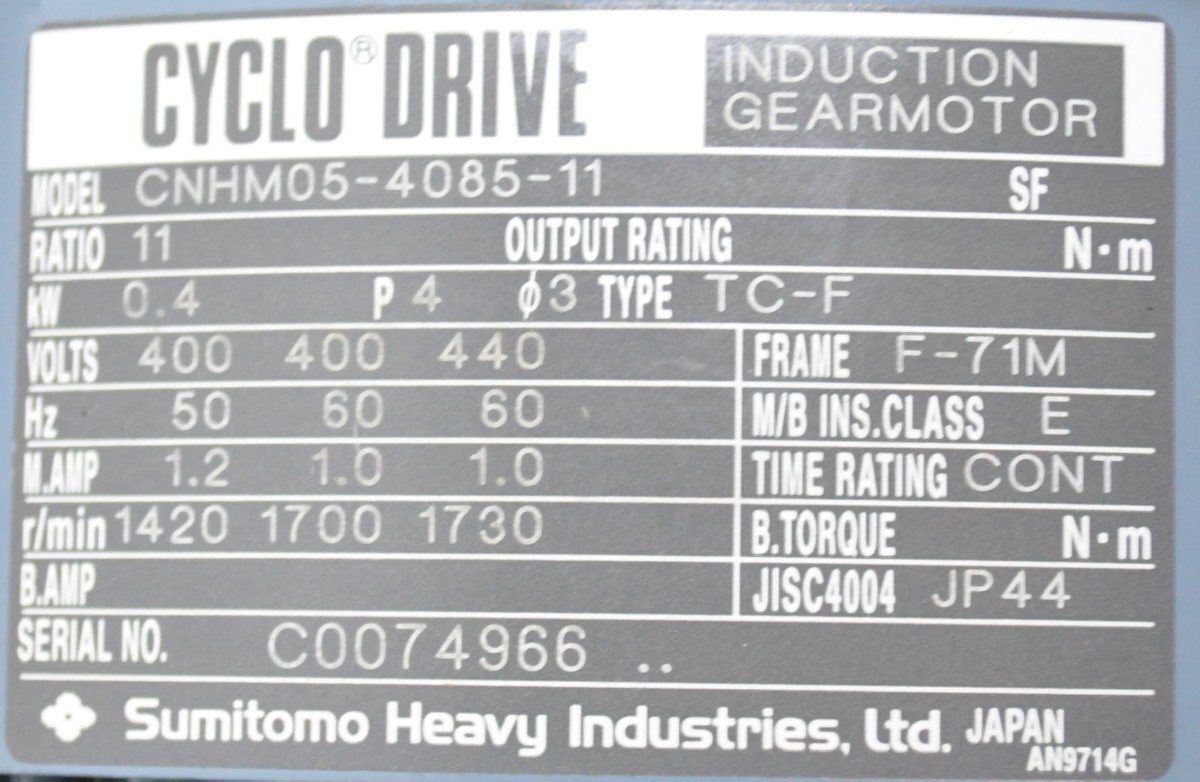 CYCLO® DRIVE
INDUCTION
GEARMOTOR
MODEL CNHM05-4085-11 SF
RATIO 11 OUTPUT RATING N·m
kW 0.4 P 4 ϕ3 TYPE TC-F
VOLTS 400 400 440 FRAME F-71M
Hz 50 60 60 M/B INS.CLASS E
M.AMP 1.2 1.0 1.0 TIME RATING CONT
r/min 1420 1700 1730 B.TORQUE N·m
B.AMP JISC4004 JP44
SERIAL NO. C0074966 ..
Sumitomo Heavy Industries, Ltd. JAPAN
AN9714G